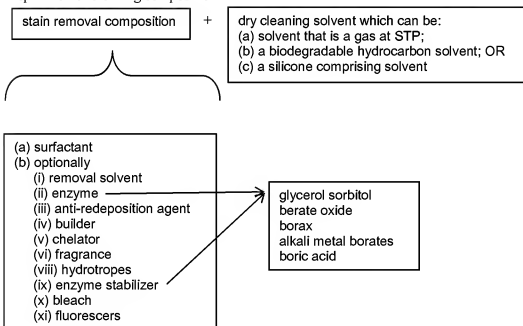 stain removal composition
+
dry cleaning solvent which can be:
(a) solvent that is a gas at STP;
(b) a biodegradable hydrocarbon solvent; OR
(c) a silicone comprising solvent
(a) surfactant
(b) optionally
(i) removal solvent
(ii) enzyme
(iii) anti-redeposition agent
(iv) builder
(v) chelator
(vi) fragrance
(viii) hydrotropes
(ix) enzyme stabilizer
(x) bleach
(xi) fluorescers
glycerol sorbitol
berate oxide
borax
alkali metal borates
boric acid